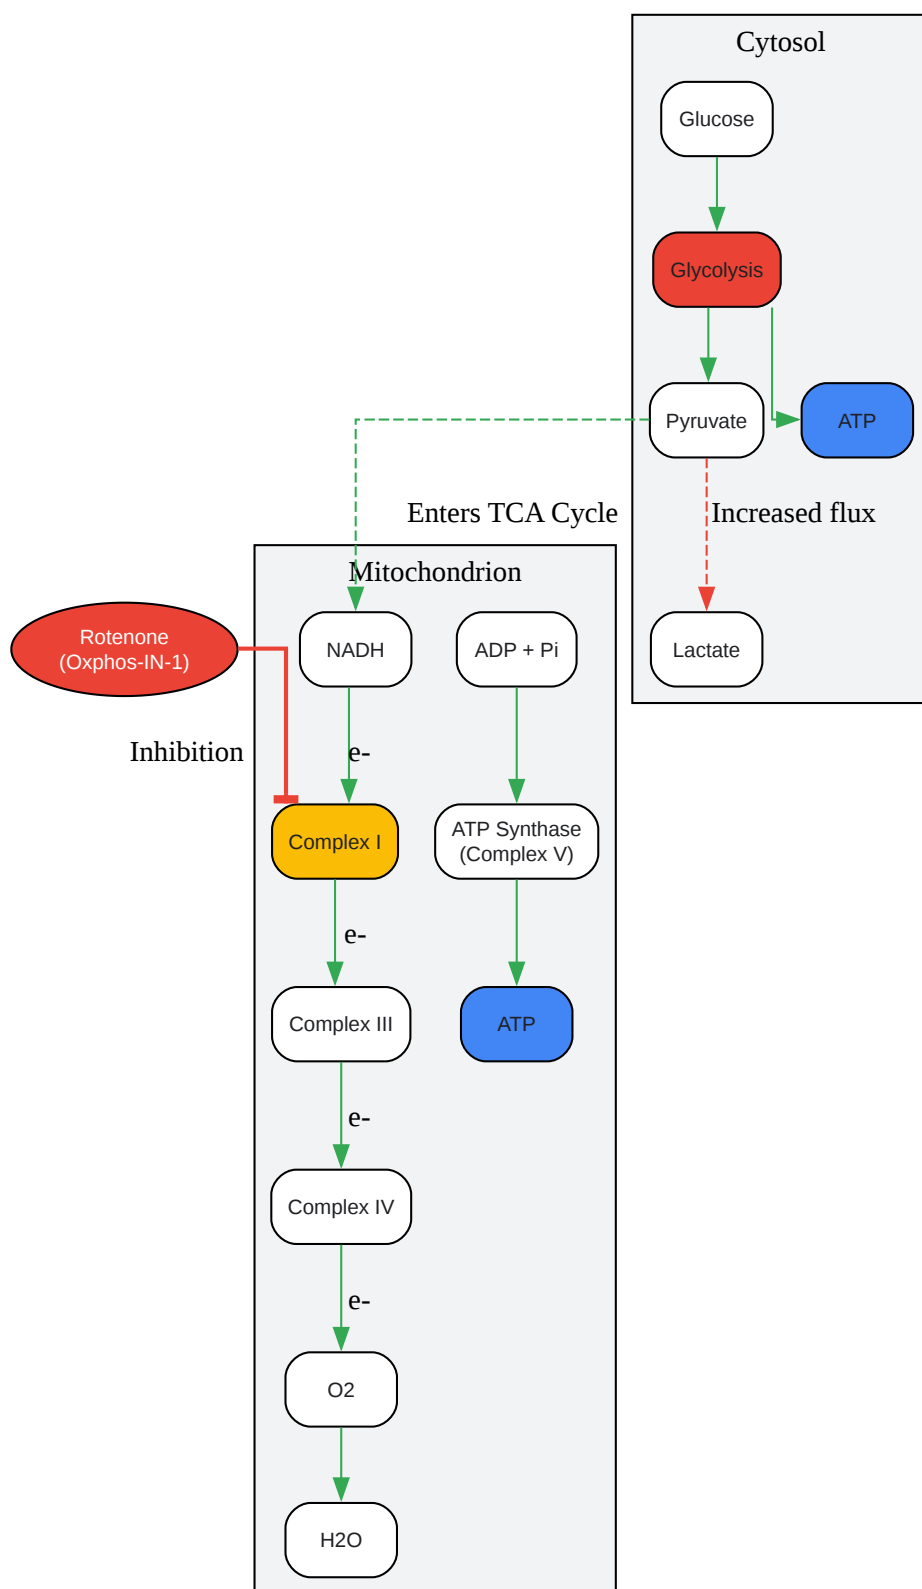 Cytosol
Glucose
Glycolysis
Pyruvate
ATP
Enters TCA Cycle
Increased flux
Mitochondrion
Rotenone
(Oxphos-IN-1)
NADH
ADP + Pi
Lactate
Inhibition
e-
Complex I
ATP Synthase
(Complex V)
e-
Complex III
ATP
e-
Complex IV
e-
O2
H2O